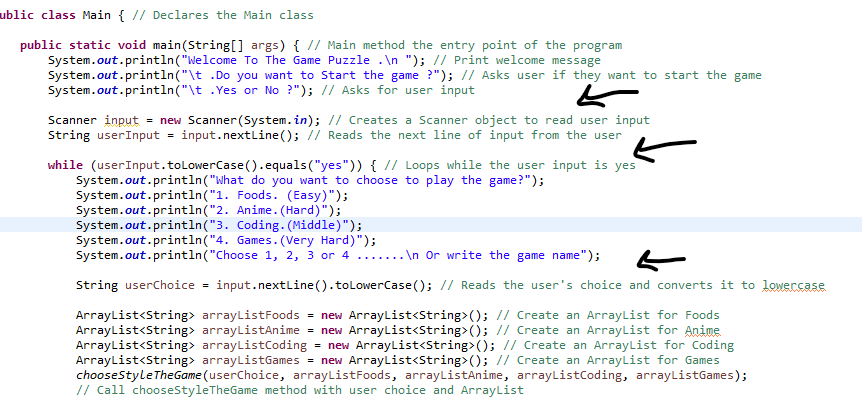 ublic class Main { // Declares the Main class
public static void main(String[] args) { // Main method the entry point of the program
System.out.println("Welcome To The Game Puzzle .\n "); // Print welcome message
System.out.println("\t .Do you want to Start the game ?"); // Asks user if they want to start the game
System.out.println("\t .Yes or No ?"); // Asks for user input
Scanner input = new Scanner(System.in); // Creates a Scanner object to read user input
String userInput = input.nextLine(); // Reads the next line of input from the user
while (userInput.toLowerCase().equals("yes")) { // Loops while the user input is yes
System.out.println("What do you want to choose to play the game?");
System.out.println("1. Foods. (Easy)");
System.out.println("2. Anime.(Hard)");
System.out.println("3. Coding.(Middle)");
System.out.println("4. Games.(Very Hard)");
System.out.println("Choose 1, 2, 3 or 4 .......\n Or write the game name");
String userChoice = input.nextLine().toLowerCase(); // Reads the user's choice and converts it to lowercase
ArrayList<String> arrayListFoods = new ArrayList<String>(); // Create an ArrayList for Foods
ArrayList<String> arrayListAnime = new ArrayList<String>(); // Create an ArrayList for Anime
ArrayList<String> arrayListCoding = new ArrayList<String>(); // Create an ArrayList for Coding
ArrayList<String> arrayListGames = new ArrayList<String>(); // Create an ArrayList for Games
chooseStyleTheGame(userChoice, arrayListFoods, arrayListAnime, arrayListCoding, arrayListGames);
// Call chooseStyleTheGame method with user choice and ArrayList